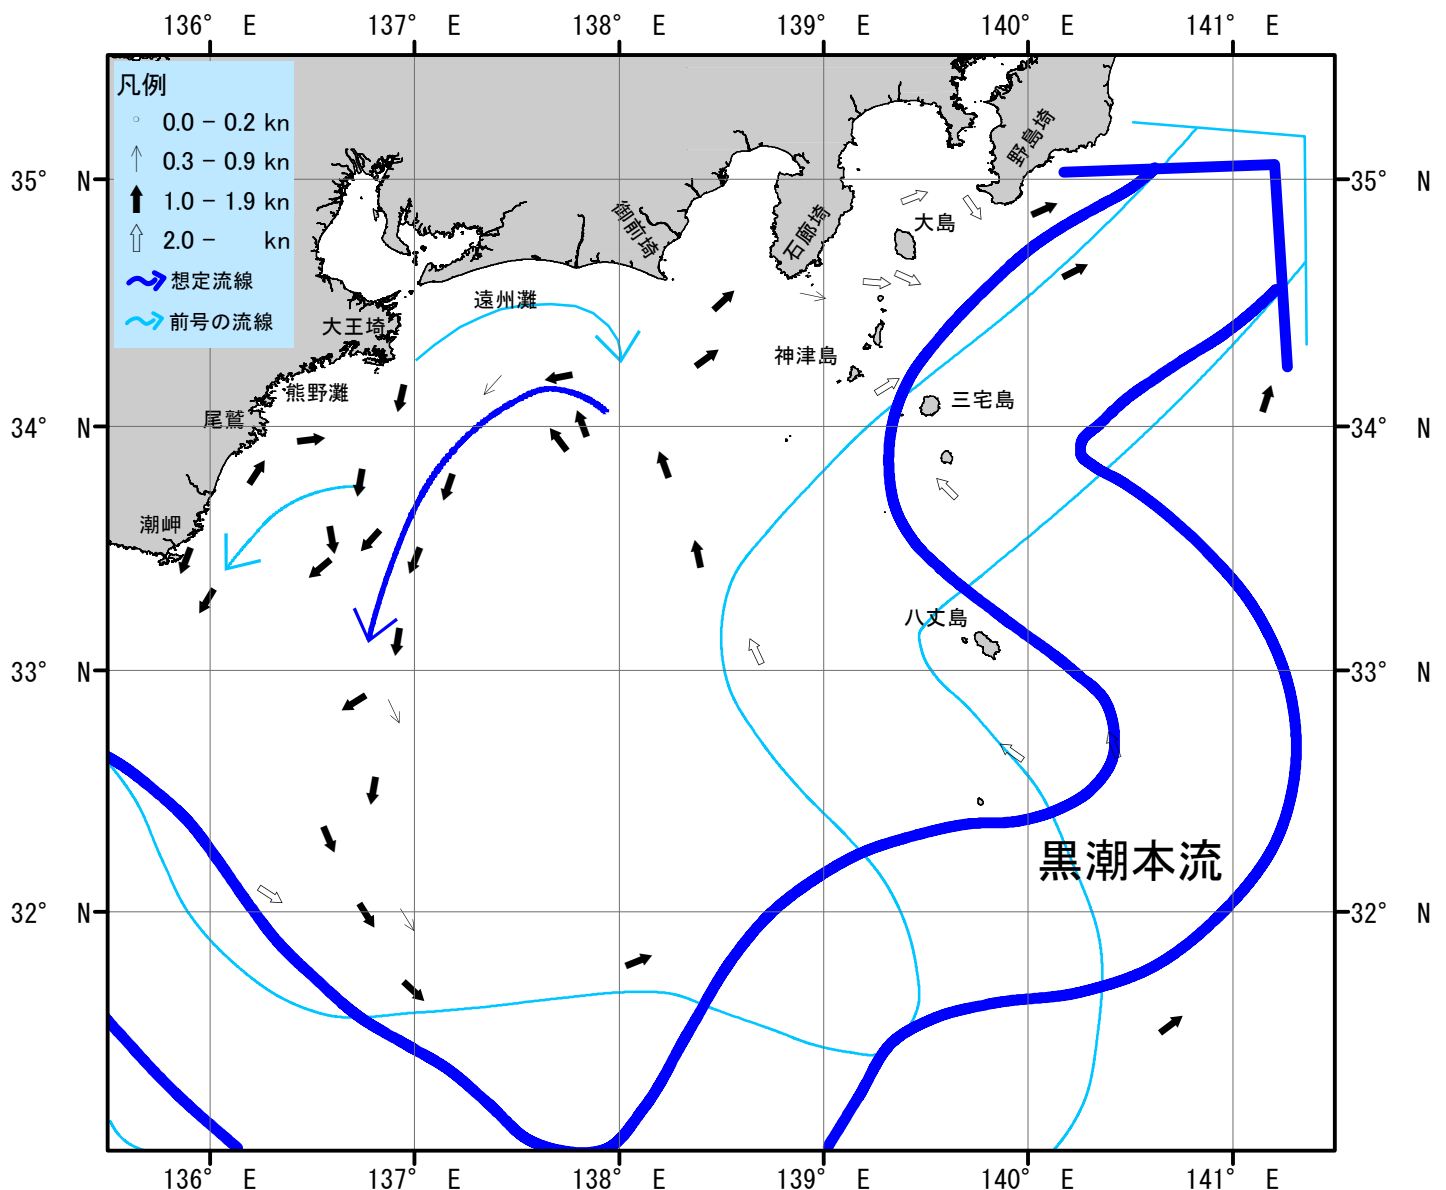 136° E
137° E
138° E
139° E
140° E
141° E
凡例
0.0 - 0.2 kn
0.3 - 0.9 kn
1.0 - 1.9 kn
2.0 - kn
想定流線
前号の流線
野島埼
35° N
35° N
御前埼
石廊埼
大島
遠州灘
大王埼
神津島
熊野灘
三宅島
尾鷲
34° N
34° N
潮岬
八丈島
33° N
33° N
黒潮本流
32° N
32° N
136° E
137° E
138° E
139° E
140° E
141° E